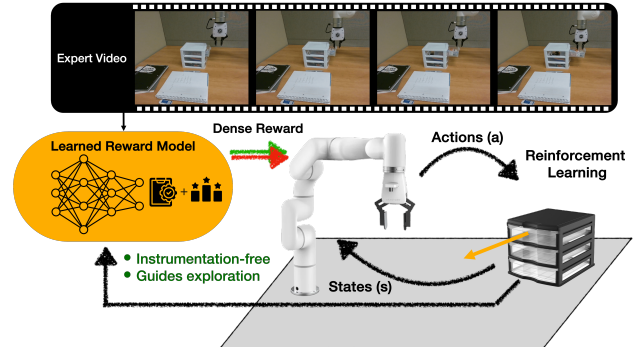 Expert Video
Learned Reward Model
+
Dense Reward
Actions (a)
Reinforcement
Learning
• Instrumentation-free
• Guides exploration
States (s)